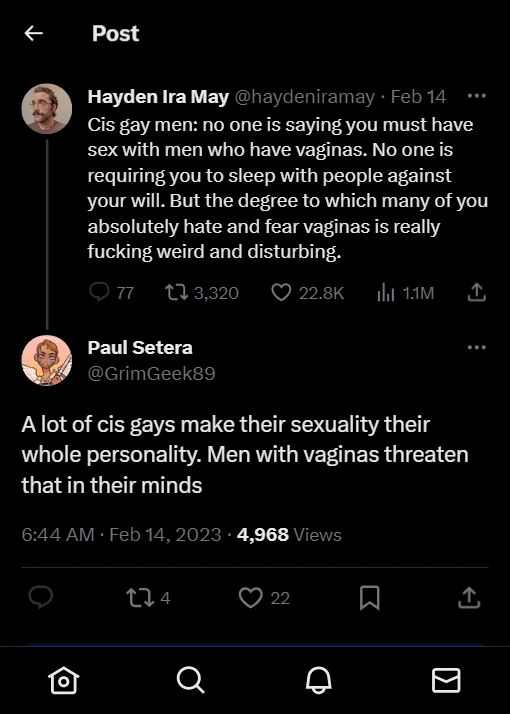 Post
Hayden Ira May @haydeniramay · Feb 14
Cis gay men: no one is saying you must have
sex with men who have vaginas. No one is
requiring you to sleep with people against
your will. But the degree to which many of you
absolutely hate and fear vaginas is really
fucking weird and disturbing.
77 3,320 22.8K 1.1M
Paul Setera
@GrimGeek89
A lot of cis gays make their sexuality their
whole personality. Men with vaginas threaten
that in their minds
6:44 AM · Feb 14, 2023 · 4,968 Views
4 22